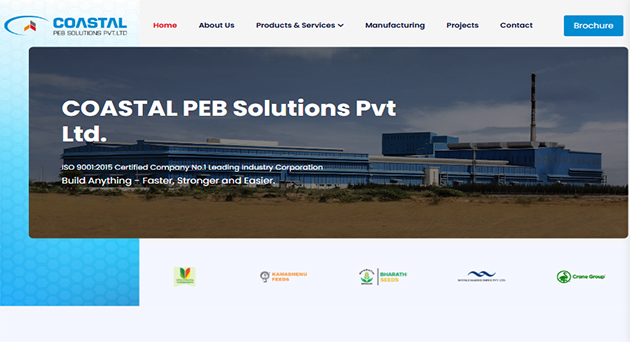 COASTAL
PEB SOLUTIONS PVT.LTD
Home About Us Products & Services Manufacturing Projects Contact Brochure
COASTAL PEB Solutions Pvt
Ltd.
ISO 9001:2015 Certified Company No.1 Leading Industry Corporation
Build Anything - Faster, Stronger and Easier.
KAMADHENU
FEEDS
BHARATH
SEEDS
Crane Group